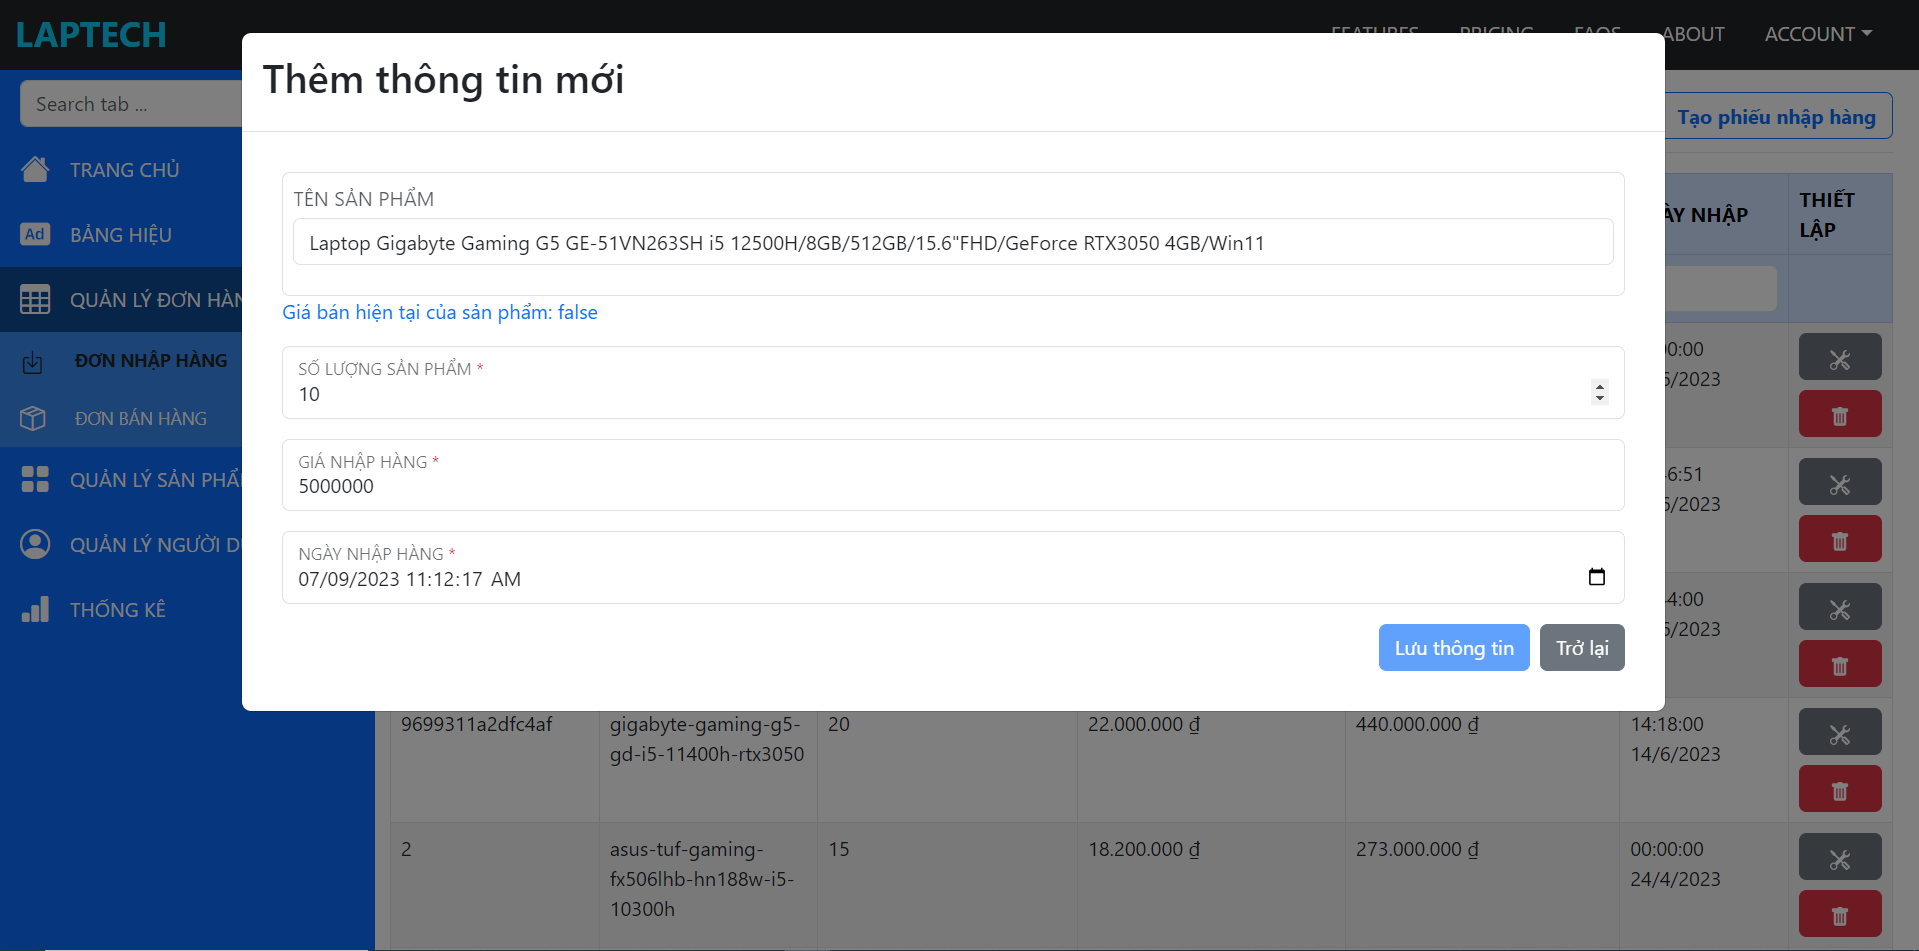 LAPTECH
FEATURES PRICING FAQS ABOUT ACCOUNT
Search tab ...
TRANG CHỦ
Ad BẢNG HIỆU
QUẢN LÝ ĐƠN HÀN
ĐƠN NHẬP HÀNG
ĐƠN BÁN HÀNG
QUẢN LÝ SẢN PHẨ
QUẢN LÝ NGƯỜI D
THỐNG KÊ
Thêm thông tin mới
TÊN SẢN PHẨM
Laptop Gigabyte Gaming G5 GE-51VN263SH i5 12500H/8GB/512GB/15.6"FHD/GeForce RTX3050 4GB/Win11
Giá bán hiện tại của sản phẩm: false
SỐ LƯỢNG SẢN PHẨM *
10
GIÁ NHẬP HÀNG *
5000000
NGÀY NHẬP HÀNG *
07/09/2023 11:12:17 AM
Lưu thông tin Trở lại
Tạo phiếu nhập hàng
ÀY NHẬP
THIẾT
LẬP
0:00
6/2023
6:51
6/2023
4:00
6/2023
9699311a2dfc4af
gigabyte-gaming-g5-
gd-i5-11400h-rtx3050
20
22.000.000 ₫
440.000.000 ₫
14:18:00
14/6/2023
2
asus-tuf-gaming-
fx506lhb-hn188w-i5-
10300h
15
18.200.000 ₫
273.000.000 ₫
00:00:00
24/4/2023